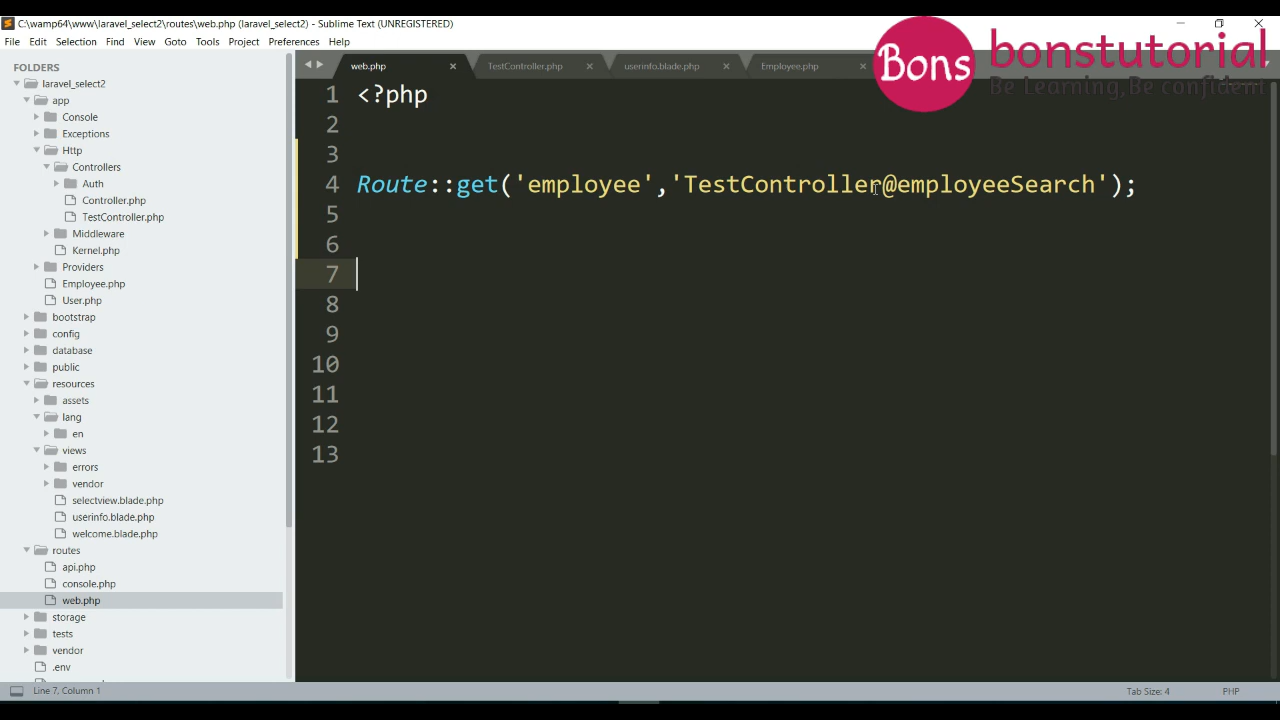 C:\wamp64\www\laravel_select2\routes\web.php (laravel_select2) - Sublime Text (UNREGISTERED)
File Edit Selection Find View Goto Tools Project Preferences Help
Bons
bonstutorial
Be Learning,Be confident
FOLDERS
laravel_select2
app
Console
Exceptions
Http
Controllers
Auth
Controller.php
TestController.php
Middleware
Kernel.php
Providers
Employee.php
User.php
bootstrap
config
database
public
resources
assets
lang
en
views
errors
vendor
selectview.blade.php
userinfo.blade.php
welcome.blade.php
routes
api.php
console.php
web.php
storage
tests
vendor
.env
web.php TestController.php userinfo.blade.php Employee.php
1 <?php
2
3
4 Route::get('employee','TestController@employeeSearch');
5
6
7
8
9
10
11
12
13
Line 7, Column 1 Tab Size: 4 PHP